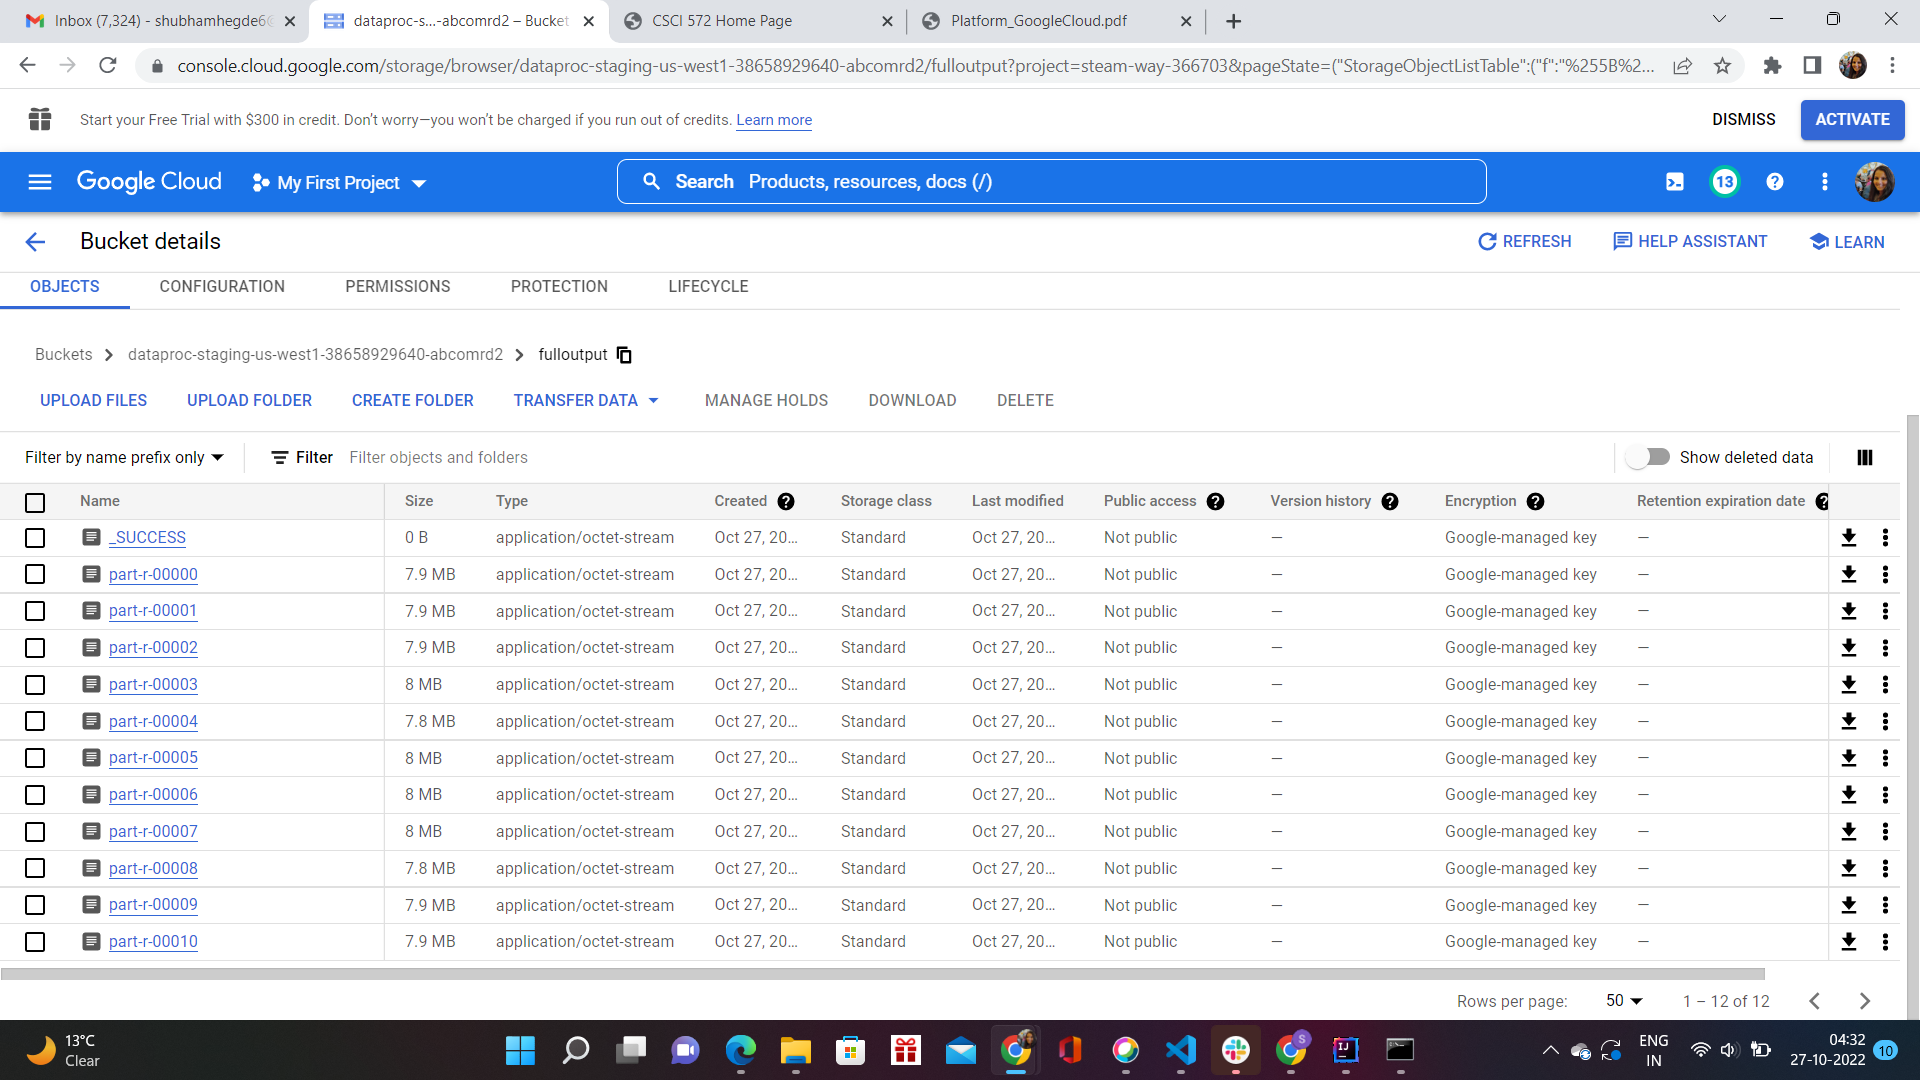 Inbox (7,324) - shubhamhegde6@
dataproc-s...-abcomrd2 – Bucket
CSCI 572 Home Page
Platform_GoogleCloud.pdf
console.cloud.google.com/storage/browser/dataproc-staging-us-west1-38658929640-abcomrd2/fulloutput?project=steam-way-366703&pageState=("StorageObjectListTable":("f":"%255B%2...
Start your Free Trial with $300 in credit. Don't worry—you won't be charged if you run out of credits. Learn more
DISMISS
ACTIVATE
Google Cloud
My First Project
Search Products, resources, docs (/)
13
Bucket details
REFRESH
HELP ASSISTANT
LEARN
OBJECTS CONFIGURATION PERMISSIONS PROTECTION LIFECYCLE
Buckets > dataproc-staging-us-west1-38658929640-abcomrd2 > fulloutput
UPLOAD FILES UPLOAD FOLDER CREATE FOLDER TRANSFER DATA MANAGE HOLDS DOWNLOAD DELETE
Filter by name prefix only Filter Filter objects and folders Show deleted data
Name Size Type Created Storage class Last modified Public access Version history Encryption Retention expiration date
_SUCCESS 0 B application/octet-stream Oct 27, 20... Standard Oct 27, 20... Not public — Google-managed key —
part-r-00000 7.9 MB application/octet-stream Oct 27, 20... Standard Oct 27, 20... Not public — Google-managed key —
part-r-00001 7.9 MB application/octet-stream Oct 27, 20... Standard Oct 27, 20... Not public — Google-managed key —
part-r-00002 7.9 MB application/octet-stream Oct 27, 20... Standard Oct 27, 20... Not public — Google-managed key —
part-r-00003 8 MB application/octet-stream Oct 27, 20... Standard Oct 27, 20... Not public — Google-managed key —
part-r-00004 7.8 MB application/octet-stream Oct 27, 20... Standard Oct 27, 20... Not public — Google-managed key —
part-r-00005 8 MB application/octet-stream Oct 27, 20... Standard Oct 27, 20... Not public — Google-managed key —
part-r-00006 8 MB application/octet-stream Oct 27, 20... Standard Oct 27, 20... Not public — Google-managed key —
part-r-00007 8 MB application/octet-stream Oct 27, 20... Standard Oct 27, 20... Not public — Google-managed key —
part-r-00008 7.8 MB application/octet-stream Oct 27, 20... Standard Oct 27, 20... Not public — Google-managed key —
part-r-00009 7.9 MB application/octet-stream Oct 27, 20... Standard Oct 27, 20... Not public — Google-managed key —
part-r-00010 7.9 MB application/octet-stream Oct 27, 20... Standard Oct 27, 20... Not public — Google-managed key —
Rows per page: 50 1 – 12 of 12
13°C
Clear
S
IJ
ENG
IN
04:32
27-10-2022
10